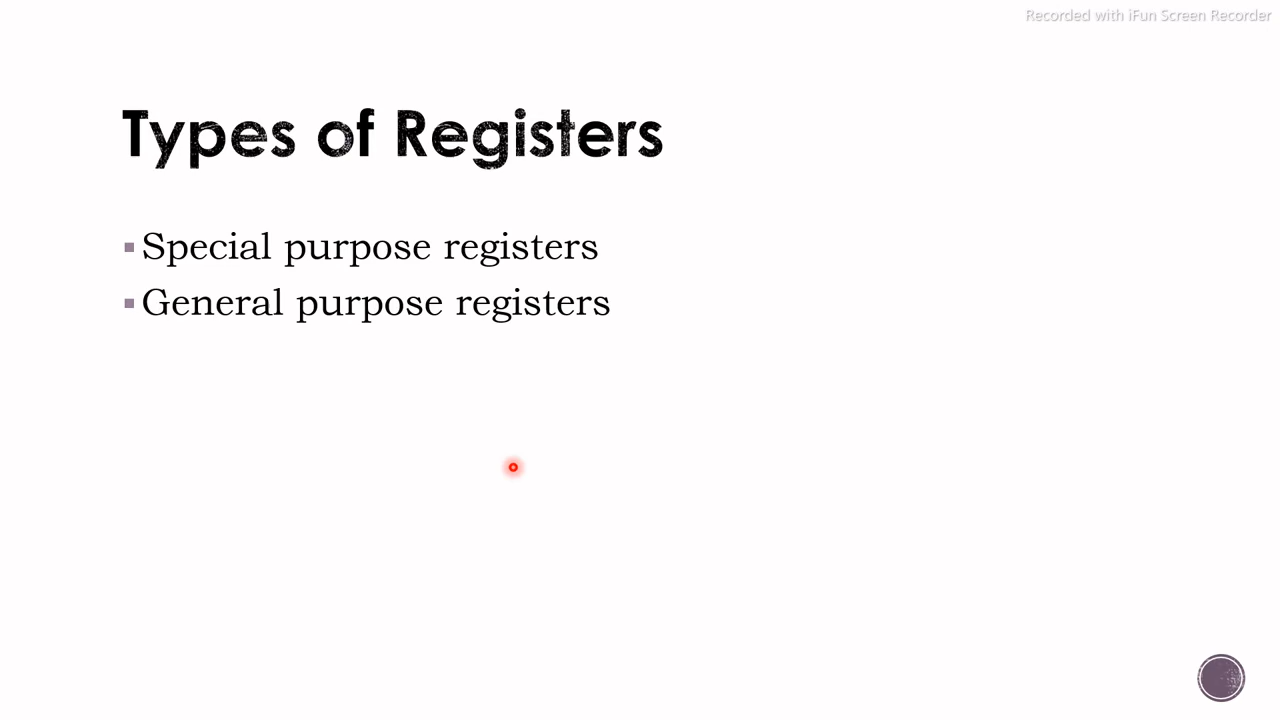 Recorded with iFun Screen Recorder
Types of Registers
Special purpose registers
General purpose registers